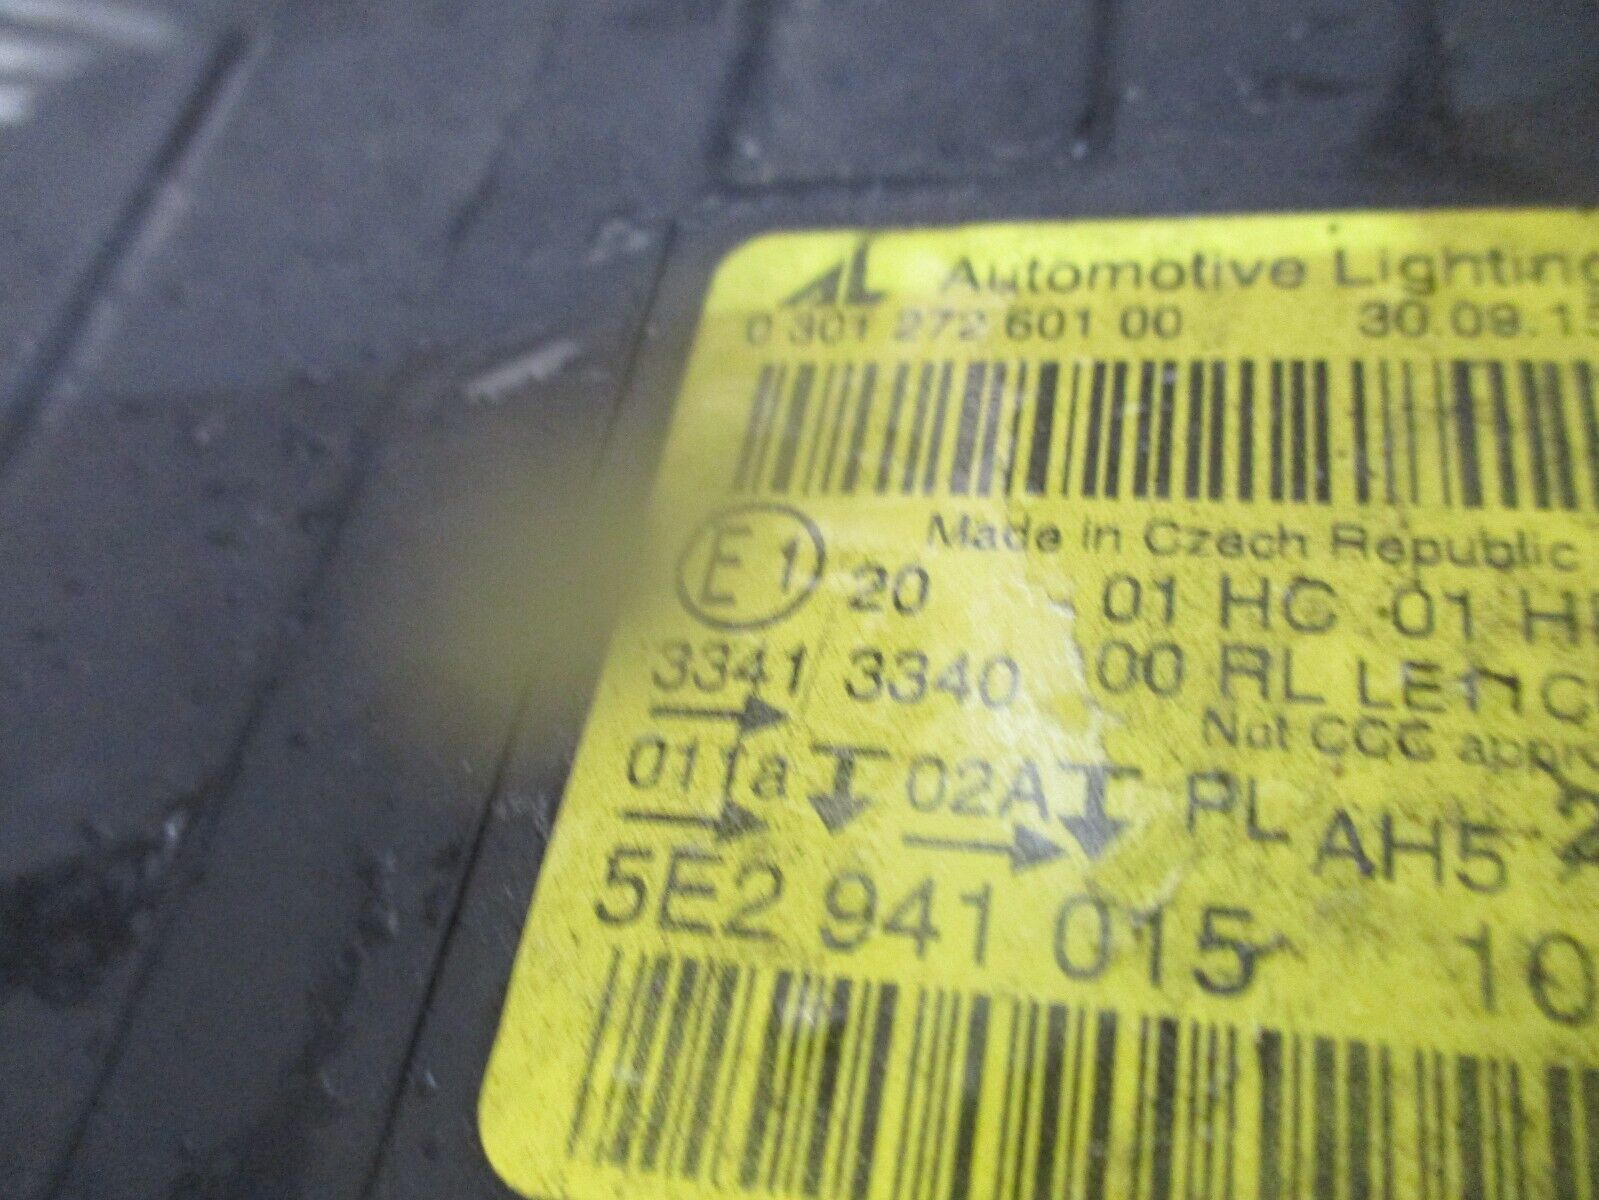 AL Automotive Lighting
0 301 272 601 00 30.09.15
Made in Czech Republic
E1 20 01 HC 01
3341 3340 00 RL
Not CCC
011a 02A PL AH5
5E2 941 015 10